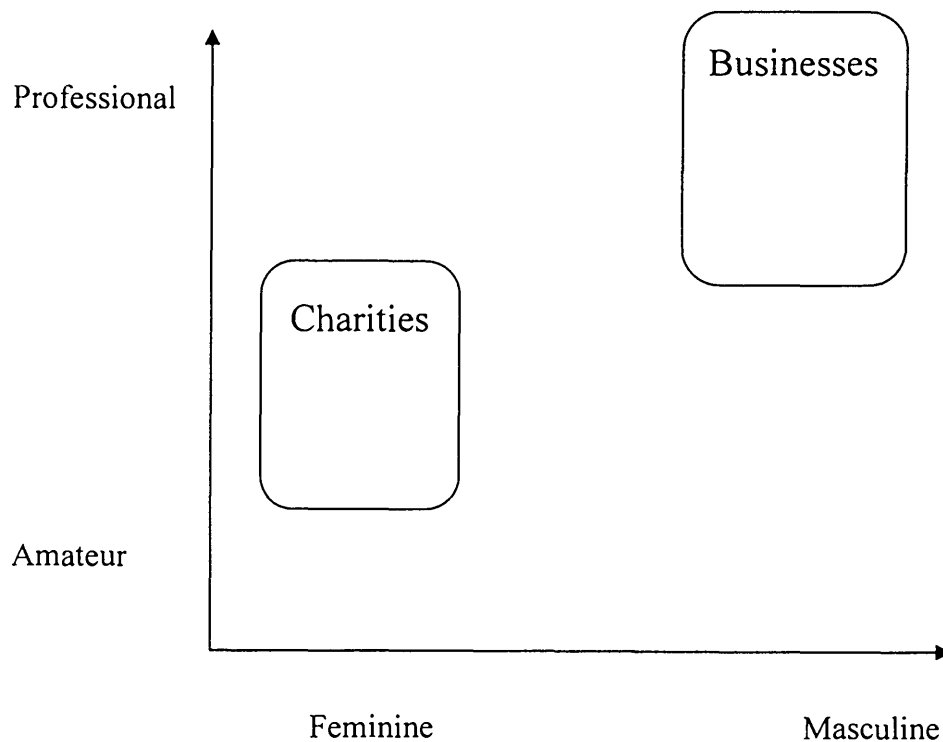 Businesses
Professional
Charities
Amateur
Feminine
Masculine